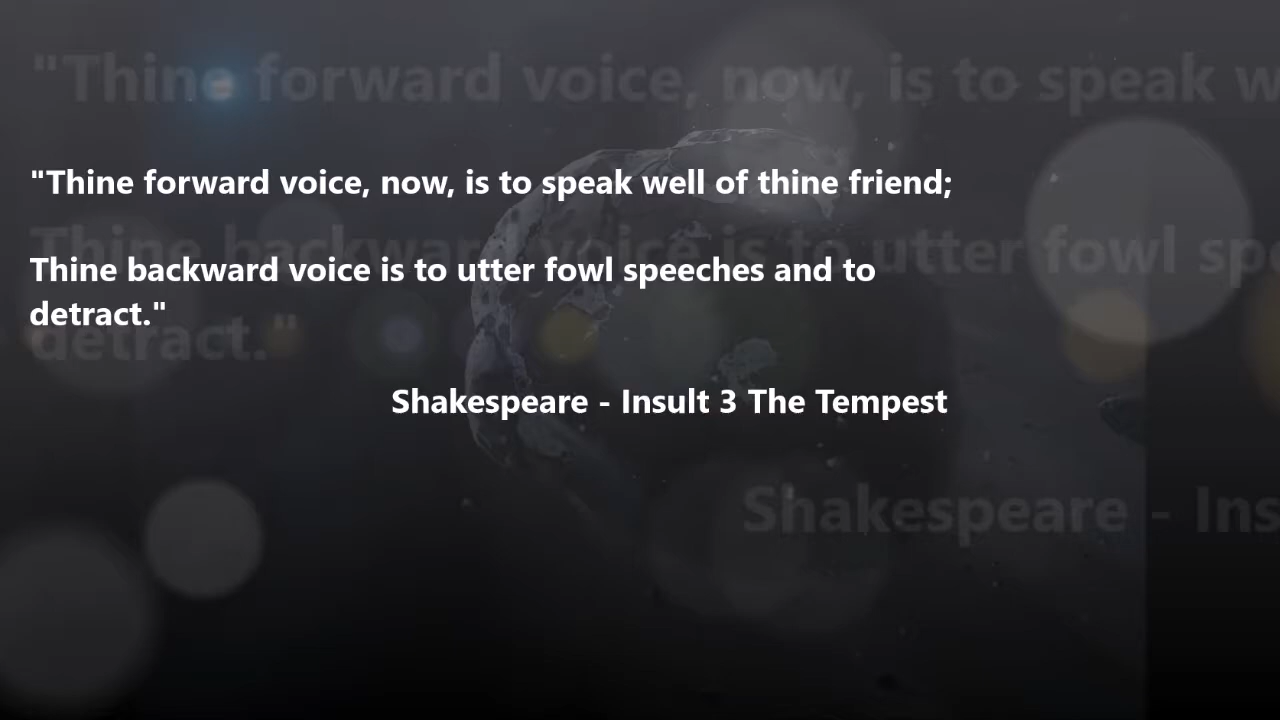 "Thine forward voice, now, is to speak well of thine friend;
Thine backward voice is to utter fowl speeches and to
detract."
Shakespeare - Insult 3 The Tempest